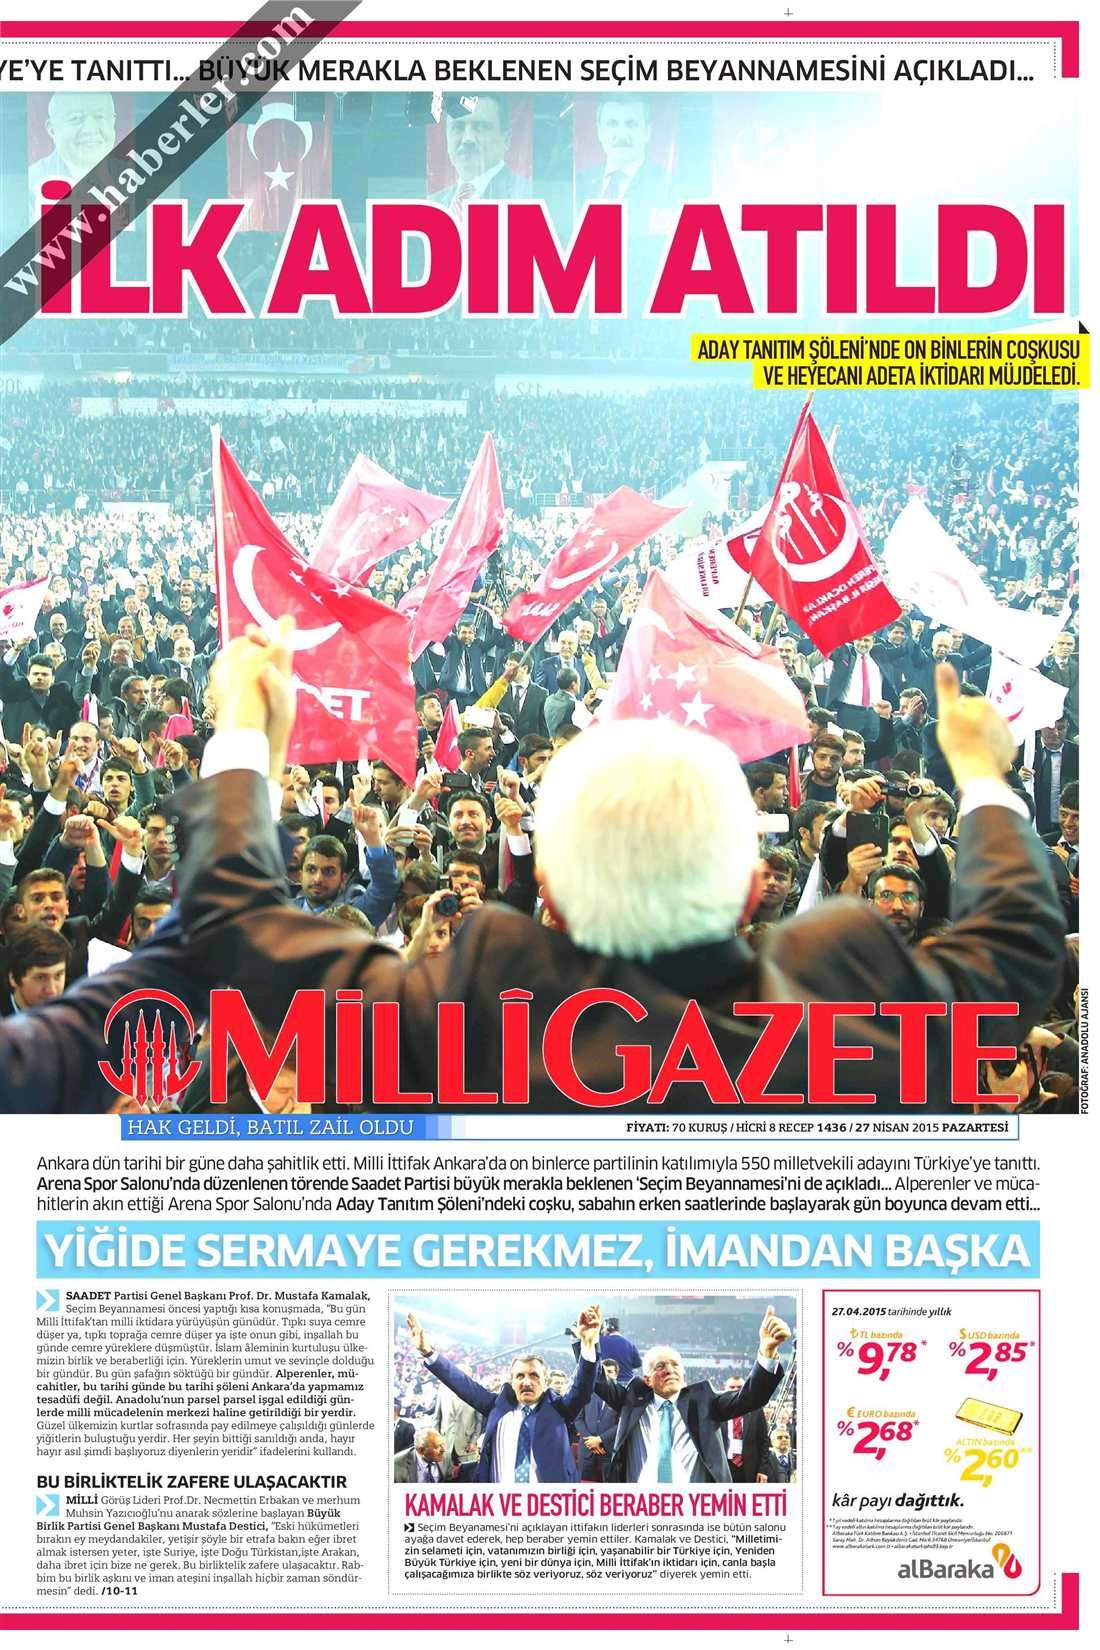 www.haberler.com
YE'YE TANITTI... BÜYÜK MERAKLA BEKLENEN SEÇİM BEYANNAMESİNİ AÇIKLADI...
İLK ADIM ATILDI
ADAY TANITIM ŞÖLENİ'NDE ON BİNLERİN COŞKUSU
VE HEYECANI ADETA İKTİDARI MÜJDELEDİ.
FOTOĞRAF: ANADOLU AJANSI
MİLLÎ GAZETE
HAK GELDİ, BATIL ZAİL OLDU
FİYATI: 70 KURUŞ / HİCRİ 8 RECEP 1436 / 27 NİSAN 2015 PAZARTESİ
Ankara dün tarihi bir güne daha şahitlik etti. Milli İttifak Ankara'da on binlerce partilinin katılımıyla 550 milletvekili adayını Türkiye'ye tanıttı.
Arena Spor Salonu'nda düzenlenen törende Saadet Partisi büyük merakla beklenen 'Seçim Beyannamesi'ni de açıkladı... Alperenler ve müca-
hitlerin akın ettiği Arena Spor Salonu'nda Aday Tanıtım Şöleni'ndeki coşku, sabahın erken saatlerinde başlayarak gün boyunca devam etti...
YİĞİDE SERMAYE GEREKMEZ, İMANDAN BAŞKA
SAADET Partisi Genel Başkanı Prof. Dr. Mustafa Kamalak,
Seçim Beyannamesi öncesi yaptığı kısa konuşmada, "Bu gün
Milli İttifak'tan milli iktidara yürüyüşün günüdür. Tıpkı suya cemre
düşer ya, tıpkı toprağa cemre düşer ya işte onun gibi, inşallah bu
günde cemre yüreklere düşmüştür. İslam âleminin kurtuluşu ülke-
mizin birlik ve beraberliği için. Yüreklerin umut ve sevinçle dolduğu
bir gündür. Bu gün şafağın söktüğü bir gündür. Alperenler, mü-
cahitler, bu tarihi günde bu tarihi şöleni Ankara'da yapmamız
tesadüfi değil. Anadolu'nun parsel parsel işgal edildiği gün-
lerde milli mücadelenin merkezi haline getirildiği bir yerdir.
Güzel ülkemizin kurtlar sofrasında pay edilmeye çalışıldığı günlerde
yiğitlerin buluştuğu yerdir. Her şeyin bittiği sanıldığı anda, hayır
hayır asıl şimdi başlıyoruz diyenlerin yeridir" ifadelerini kullandı.
BU BİRLİKTELİK ZAFERE ULAŞACAKTIR
MİLLİ Görüş Lideri Prof.Dr. Necmettin Erbakan ve merhum
Muhsin Yazıcıoğlu'nu anarak sözlerine başlayan Büyük
Birlik Partisi Genel Başkanı Mustafa Destici, "Eski hükümetleri
bırakın ey meydandakiler, yetişir şöyle bir etrafa bakın eğer ibret
almak istersen yeter, işte Suriye, işte Doğu Türkistan,işte Arakan,
daha ibret için bize ne gerek. Bu birliktelik zafere ulaşacaktır. Rab-
bim bu birlik aşkını ve iman ateşini inşallah hiçbir zaman söndür-
mesin" dedi. /10-11
KAMALAK VE DESTİCİ BERABER YEMİN ETTİ
Seçim Beyanamesi'ni açıklayan ittifakın liderleri sonrasında ise bütün salonu
ayağa davet ederek, hep beraber yemin ettiler. Kamalak ve Destici, "Milletimi-
zin selameti için, vatanımızın birliği için, yaşanabilir bir Türkiye için, Yeniden
Büyük Türkiye için, yeni bir dünya için, Milli İttifak'ın iktidarı için, canla başla
çalışacağımıza birlikte söz veriyoruz, söz veriyoruz" diyerek yemin etti.
27.04.2015 tarihinde yıllık
₺ TL bazında
%9,78*
$ USD bazında
%2,85*
€ EURO bazında
%2,68*
ALTIN bazında
%2,60**
kâr payı dağıttık.
alBaraka